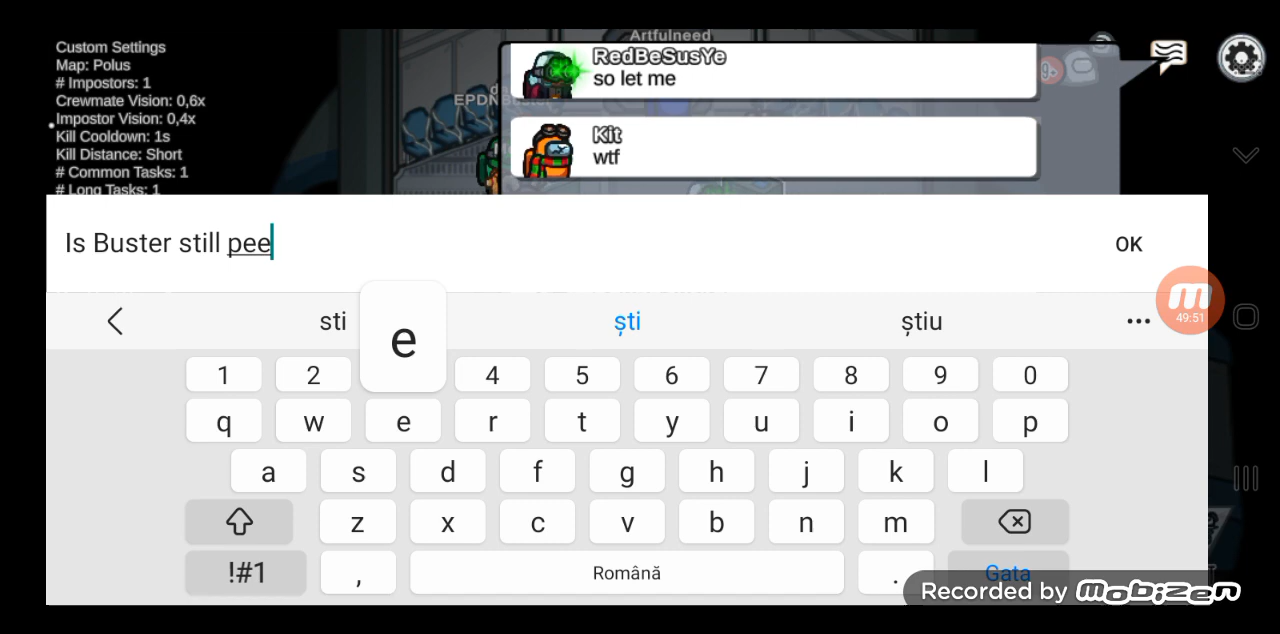 Artfulneed
Custom Settings
Map: Polus
# Impostors: 1
Crewmate Vision: 0,6x
Impostor Vision: 0,4x
Kill Cooldown: 1s
Kill Distance: Short
# Common Tasks: 1
# Long Tasks: 1
RedBeSusYe
so let me
9+
Kit
wtf
Is Buster still pee
OK
49:51
sti
ști
știu
e
1 2 4 5 6 7 8 9 0
q w e r t y u i o p
a s d f g h j k l
z x c v b n m
!#1 , Română . Gata
Recorded by mobizen